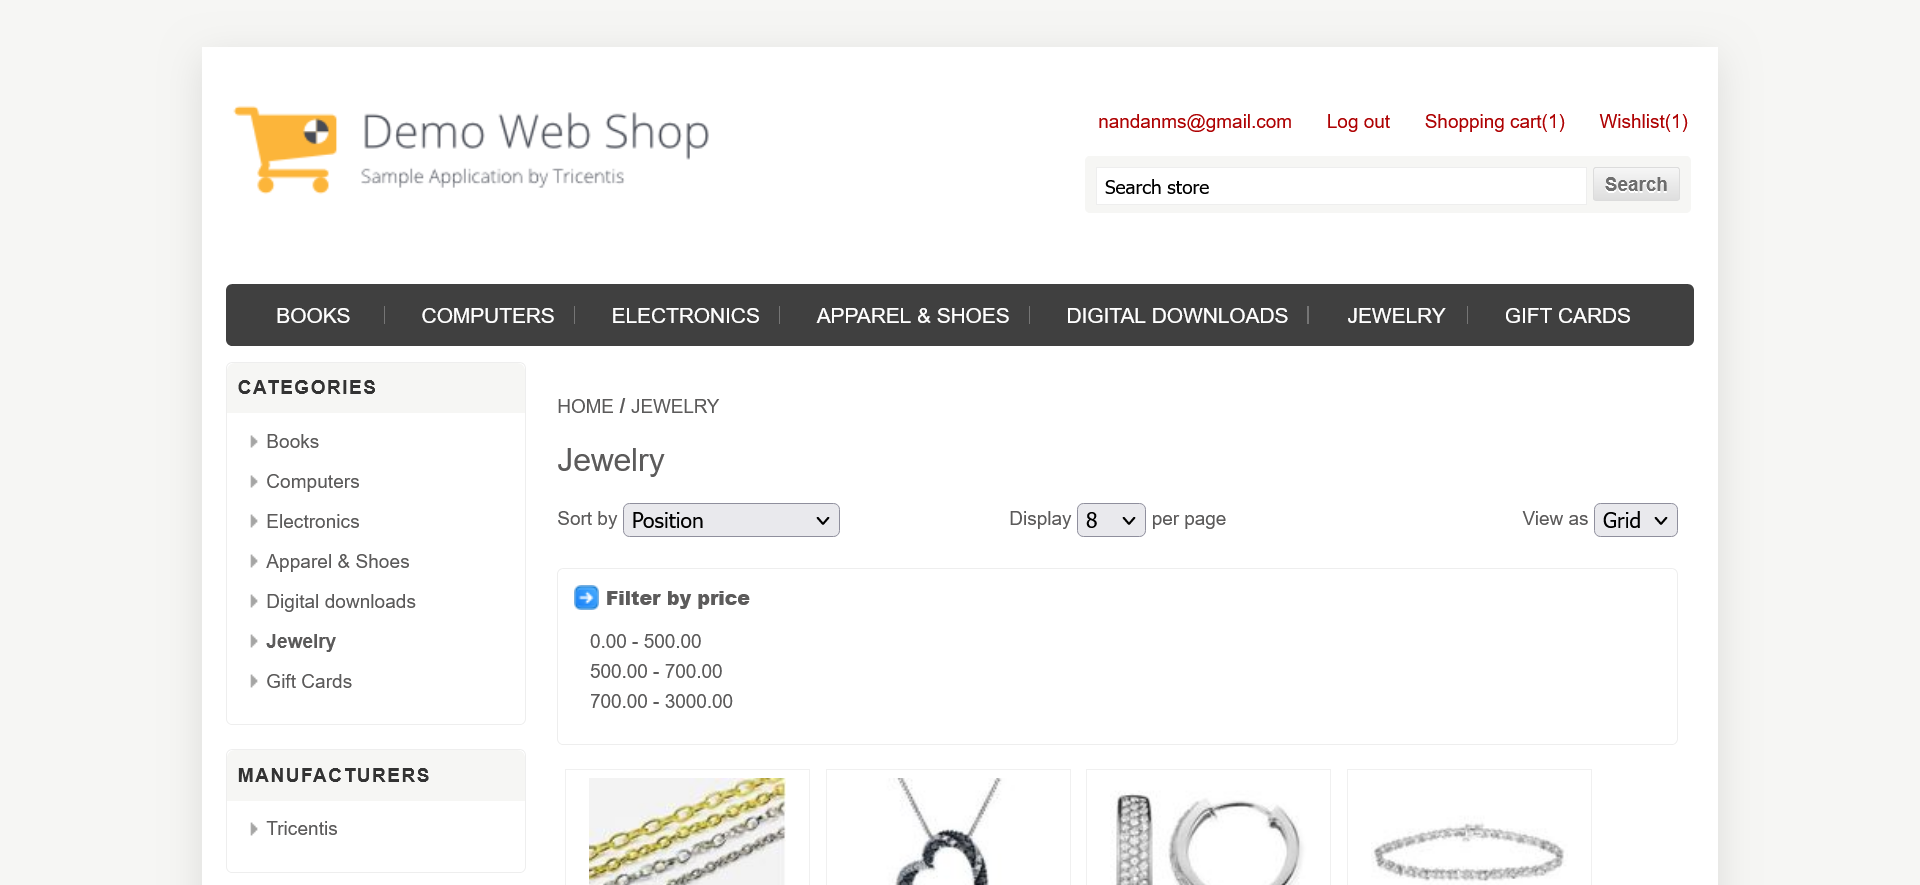 Demo Web Shop
Sample Application by Tricentis
nandanms@gmail.com Log out Shopping cart(1) Wishlist(1)
Search store Search
BOOKS COMPUTERS ELECTRONICS APPAREL & SHOES DIGITAL DOWNLOADS JEWELRY GIFT CARDS
CATEGORIES
Books
Computers
Electronics
Apparel & Shoes
Digital downloads
Jewelry
Gift Cards
MANUFACTURERS
Tricentis
HOME / JEWELRY
Jewelry
Sort by Position Display 8 per page View as Grid
Filter by price
0.00 - 500.00
500.00 - 700.00
700.00 - 3000.00